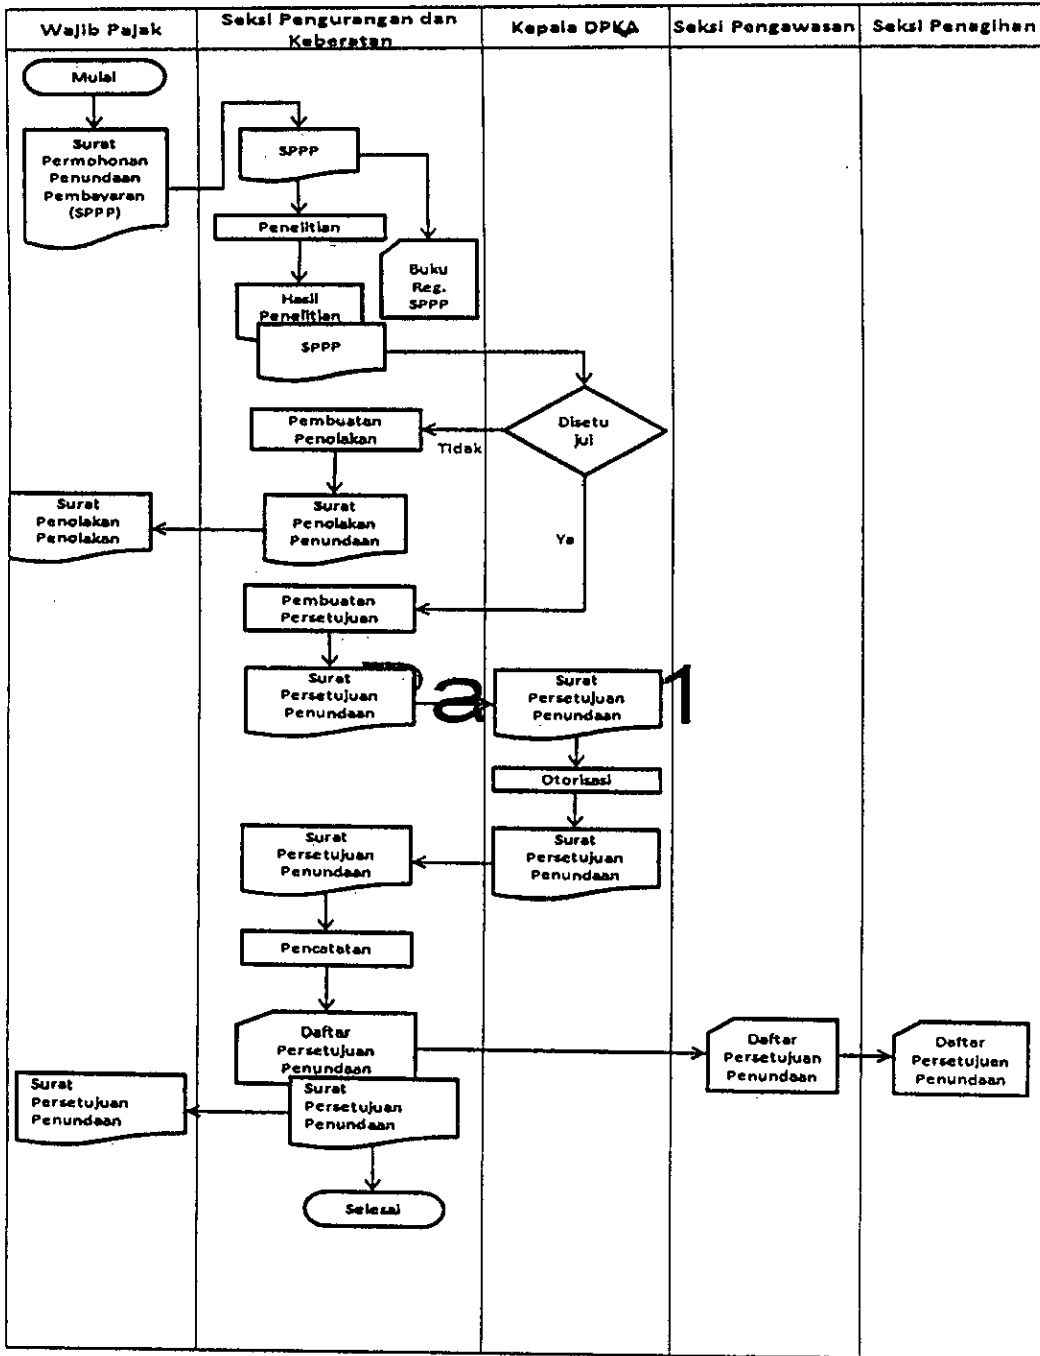 Wajib Pajak
Seksi Pengurangan dan
Keberatan
Kepala DPKA
Seksi Pengawasan
Seksi Penagihan
Mulai
Surat
Permohonan
Penundaan
Pembayaran
(SPPP)
SPPP
Penelitian
Buku
Reg.
SPPP
Hasil
Penelitian
SPPP
Disetu
jui
Tidak
Ya
Pembuatan
Penolakan
Surat
Penolakan
Penundaan
Surat
Penolakan
Penolakan
Pembuatan
Persetujuan
Surat
Persetujuan
Penundaan
a
Surat
Persetujuan
Penundaan
1
Otorisasi
Surat
Persetujuan
Penundaan
Surat
Persetujuan
Penundaan
Pencatatan
Daftar
Persetujuan
Penundaan
Daftar
Persetujuan
Penundaan
Daftar
Persetujuan
Penundaan
Surat
Persetujuan
Penundaan
Surat
Persetujuan
Penundaan
Selesai